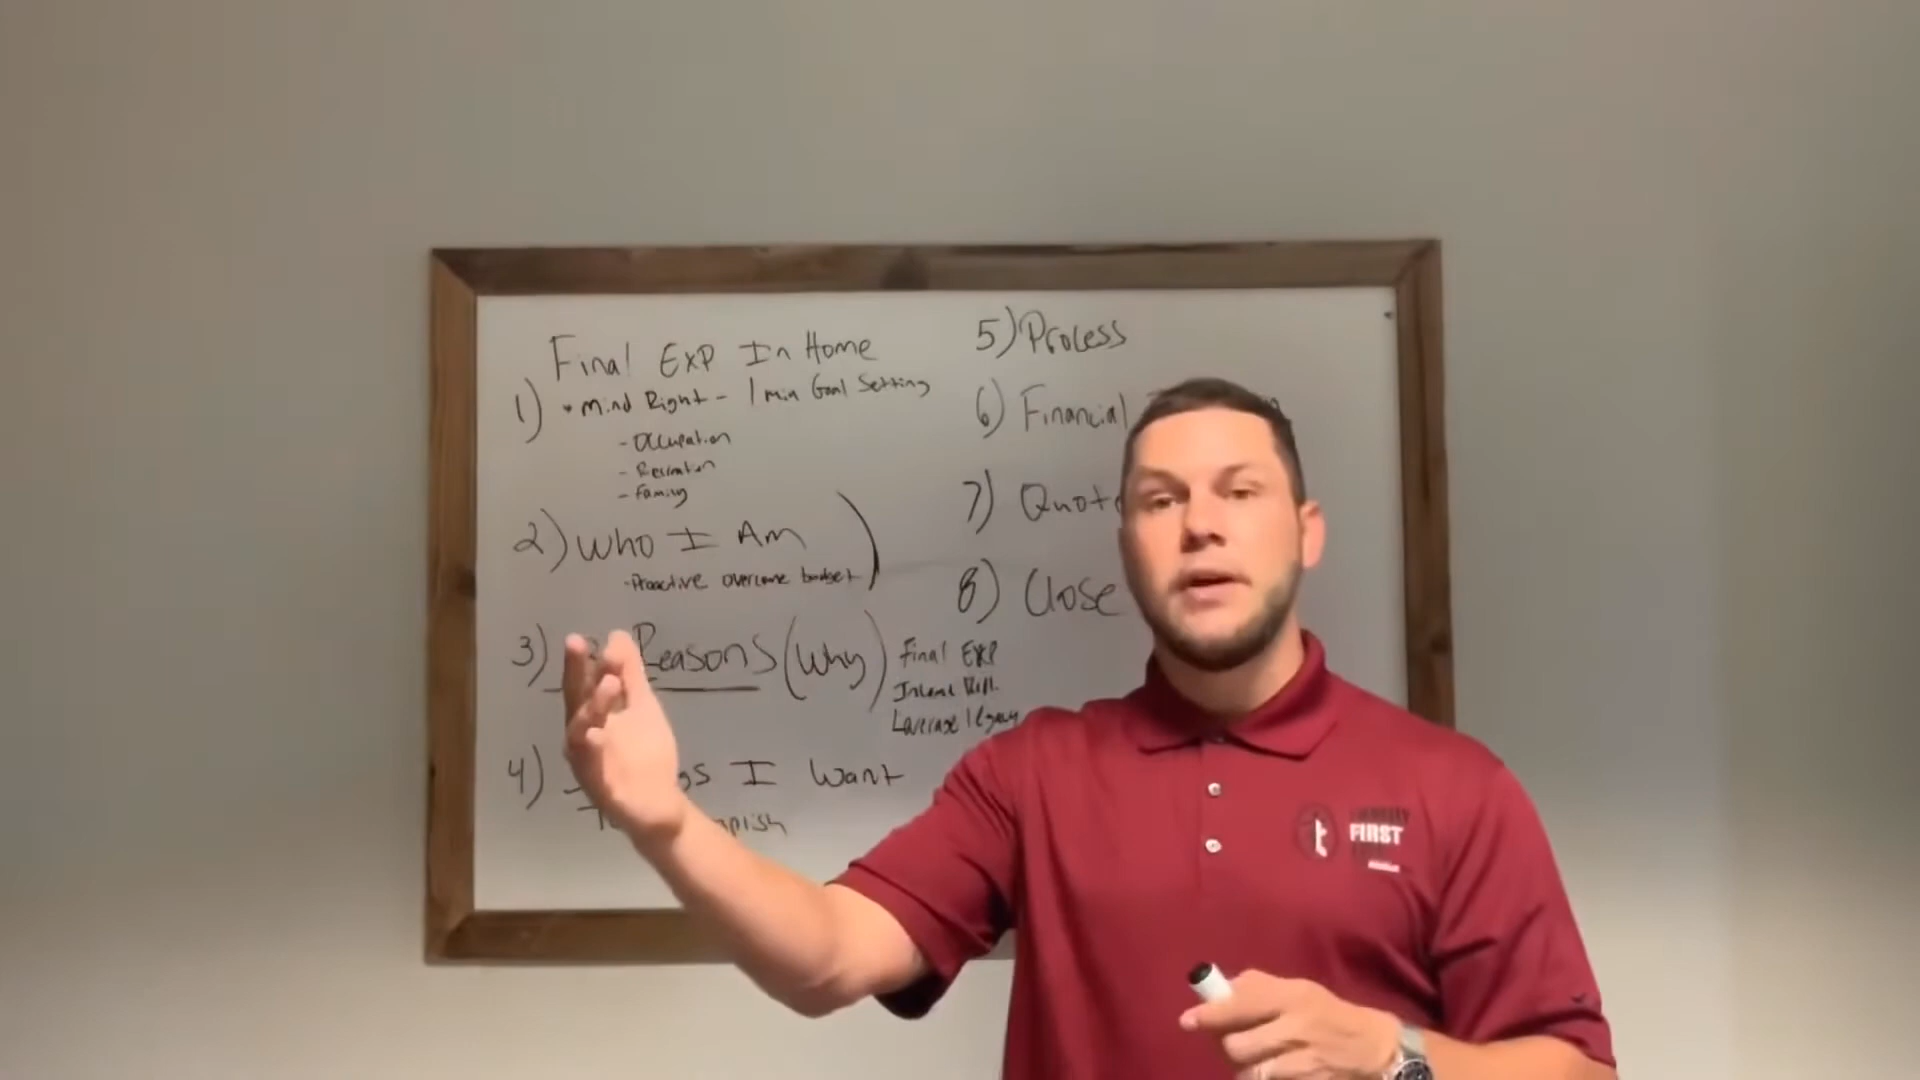 Final EXP In Home
1) • Mind Right - 1 min Goal Setting
- Occupation
- Recreation
- Family
2) Who I Am
- Proactive overcome budget
3) Reasons (Why)
Final EXP
Leverage legacy
4) I Want
5) Process
6) Financial
7) Quote
8) Close
FIRST